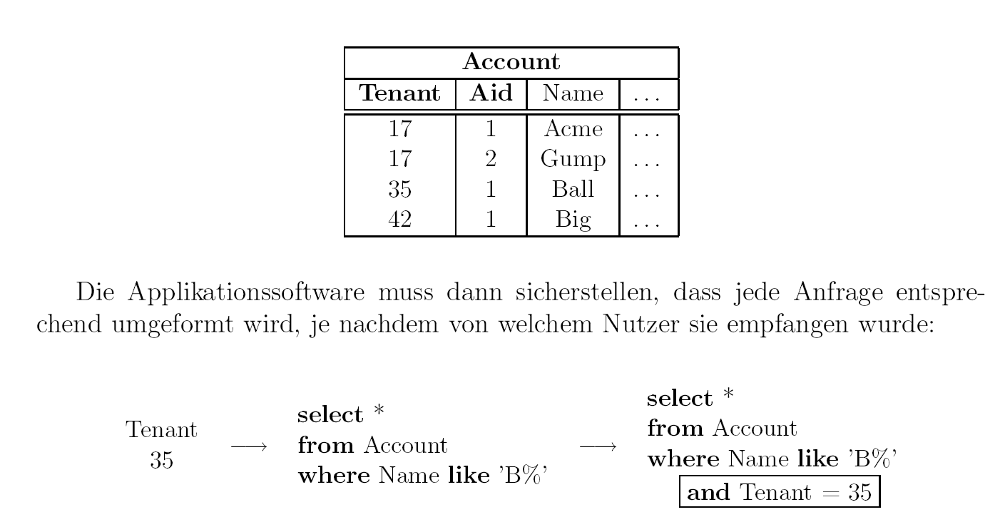 Account
Tenant Aid Name ...
17 1 Acme ...
17 2 Gump ...
35 1 Ball ...
42 1 Big ...
Die Applikationssoftware muss dann sicherstellen, dass jede Anfrage entspre-
chend umgeformt wird, je nachdem von welchem Nutzer sie empfangen wurde:
Tenant
35
⟶
select *
from Account
where Name like 'B%'
⟶
select *
from Account
where Name like 'B%'
and Tenant = 35